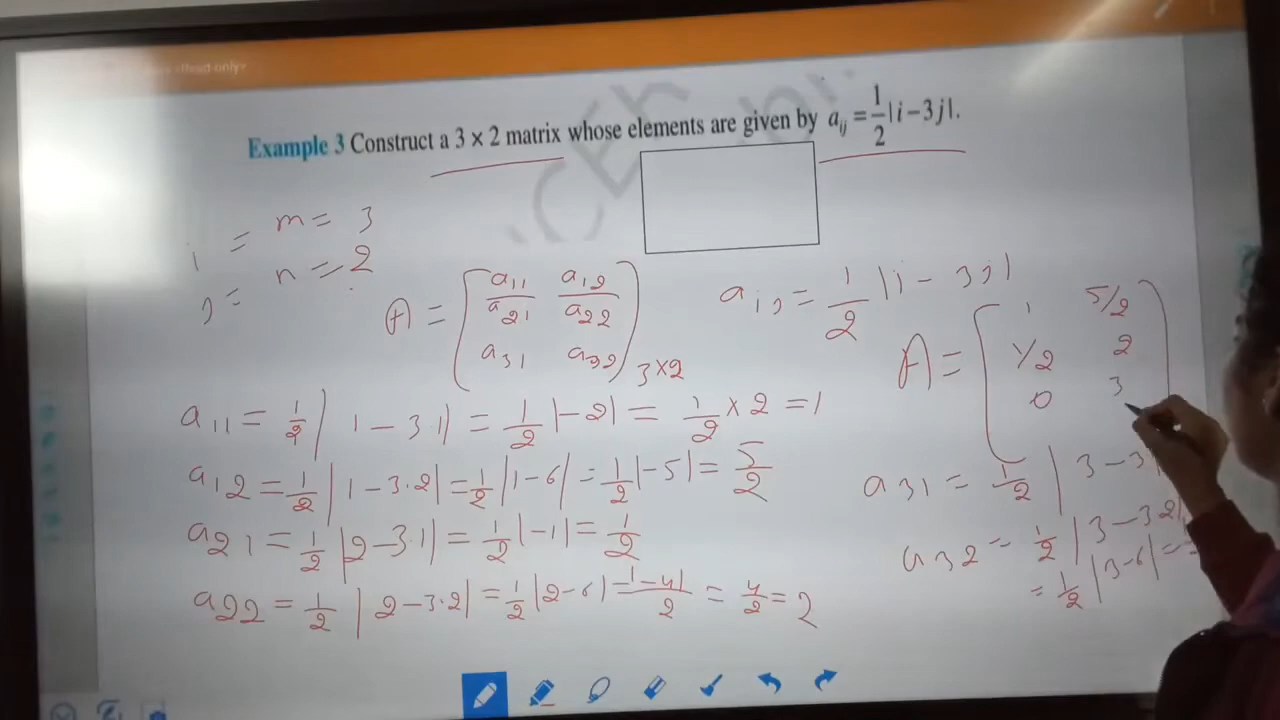 <Read-only>
Example 3 Construct a 3 × 2 matrix whose elements are given by a_ij = 1/2 |i – 3j|.
i = m = 3
j = n = 2
A = [a11 a12
a21 a22
a31 a32] 3×2
aij = 1/2 |i - 3j|
A = [1 5/2
1/2 2
0 3
a11 = 1/2 |1 - 3·1| = 1/2 |-2| = 1/2 × 2 = 1
a12 = 1/2 |1 - 3·2| = 1/2 |1 - 6| = 1/2 |-5| = 5/2
a21 = 1/2 |2 - 3·1| = 1/2 |-1| = 1/2
a22 = 1/2 |2 - 3·2| = 1/2 |2 - 6| = |-4|/2 = 4/2 = 2
a31 = 1/2 |3 - 3
a32 = 1/2 |3 - 3·2|
= 1/2 |3 - 6| =